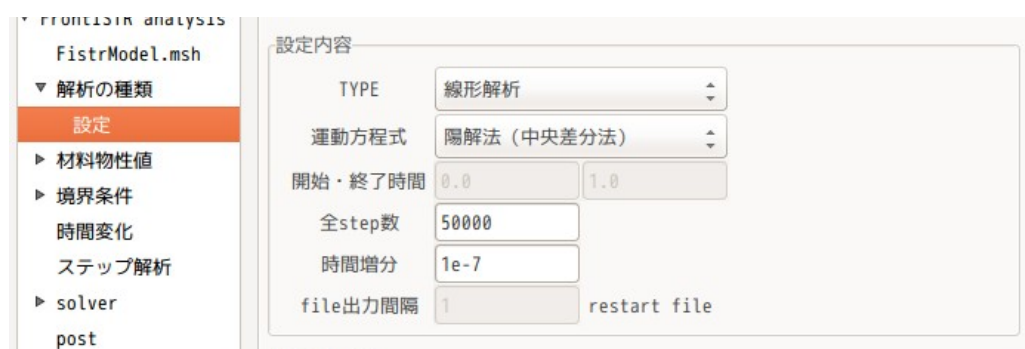 FrontISTR analysis
FistrModel.msh
解析の種類
設定
材料物性値
境界条件
時間変化
ステップ解析
solver
post
設定内容
TYPE 線形解析
運動方程式 陽解法（中央差分法）
開始・終了時間 0.0 1.0
全step数 50000
時間増分 1e-7
file出力間隔 1 restart file